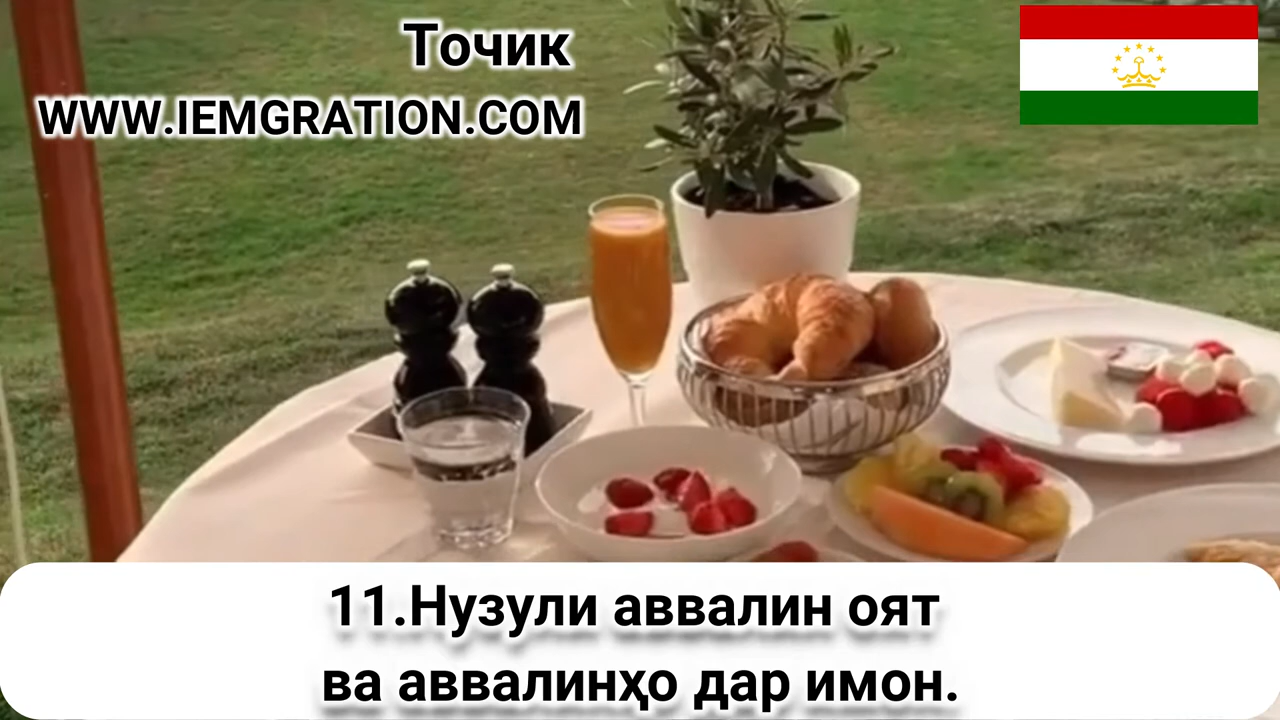 Точик
WWW.IEMGRATION.COM
11.Нузули аввалин оят
ва аввалинҳо дар имон.